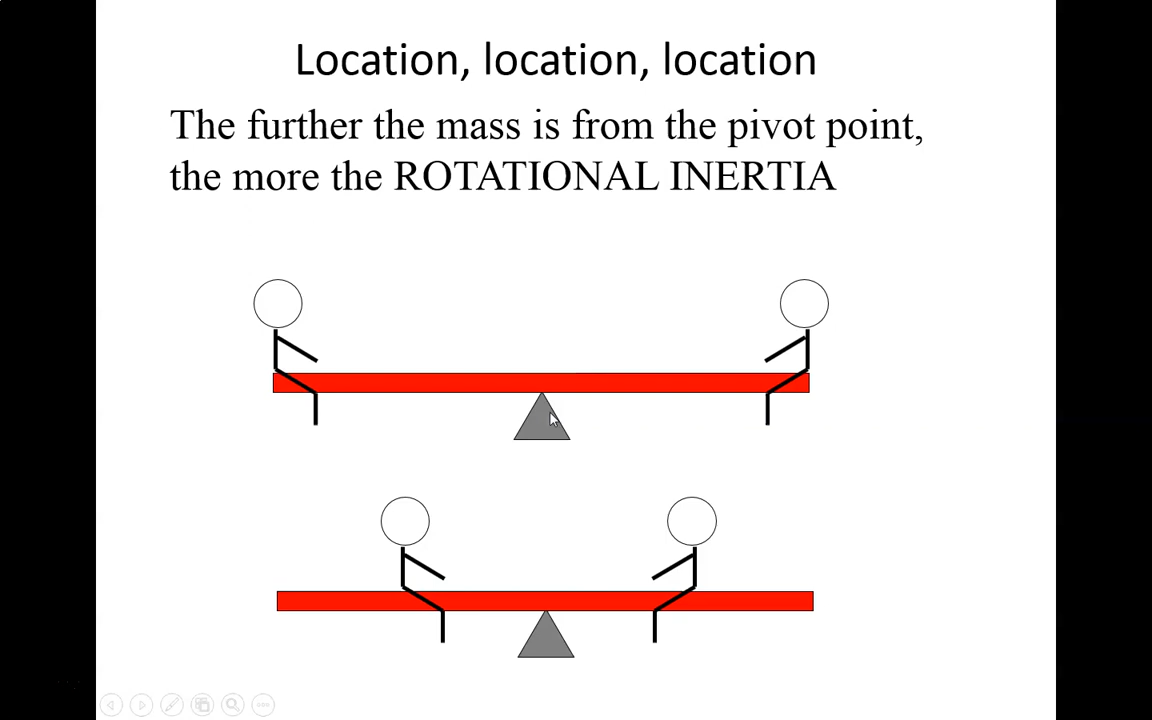 Location, location, location
The further the mass is from the pivot point,
the more the ROTATIONAL INERTIA